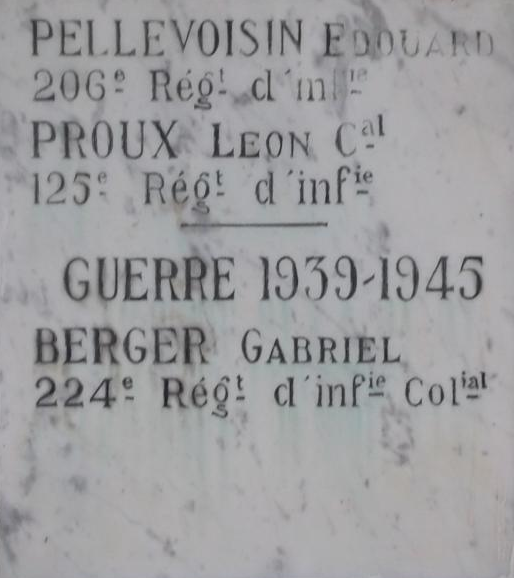 PELLEVOISIN EDOUARD
206e Régt d'infie
PROUX LEON Cal
125e Régt d'infie
GUERRE 1939-1945
BERGER GABRIEL
224e Régt d'infie Colial